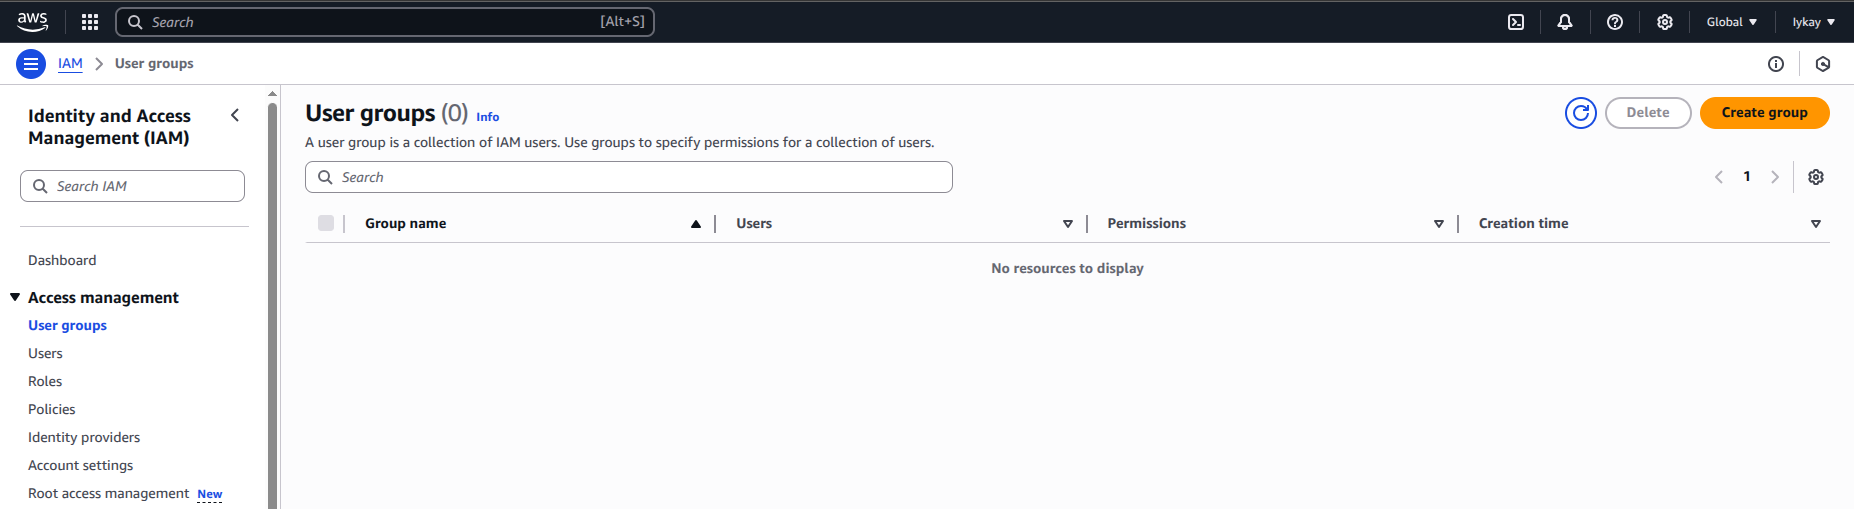 aws
Search [Alt+S]
Global
Iykay
IAM > User groups
Identity and Access
Management (IAM)
Search IAM
Dashboard
Access management
User groups
Users
Roles
Policies
Identity providers
Account settings
Root access management New
User groups (0) Info
Delete
Create group
A user group is a collection of IAM users. Use groups to specify permissions for a collection of users.
Search
1
Group name Users Permissions Creation time
No resources to display